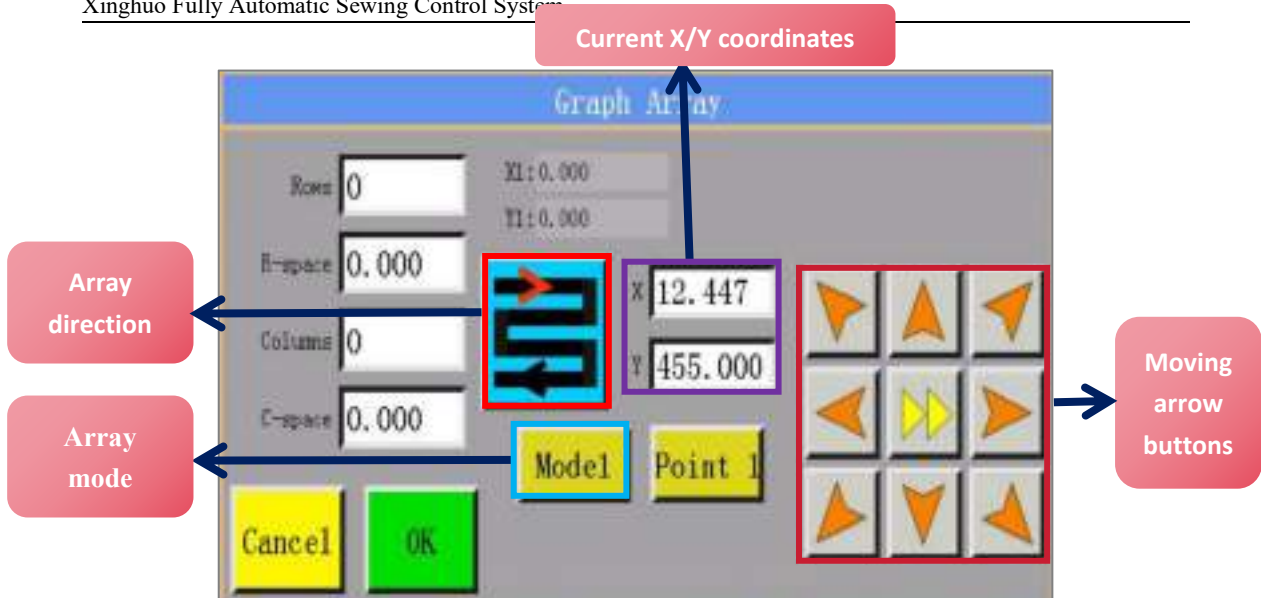 Xinghuo Fully Automatic Sewing Control System
Current X/Y coordinates
Graph Array
Rows 0
X1:0.000
Y1:0.000
R-space 0.000
X 12.447
Array
direction
Columns 0
Y 455.000
Moving
arrow
buttons
C-space 0.000
Array
mode
Mode1
Point 1
Cancel
OK